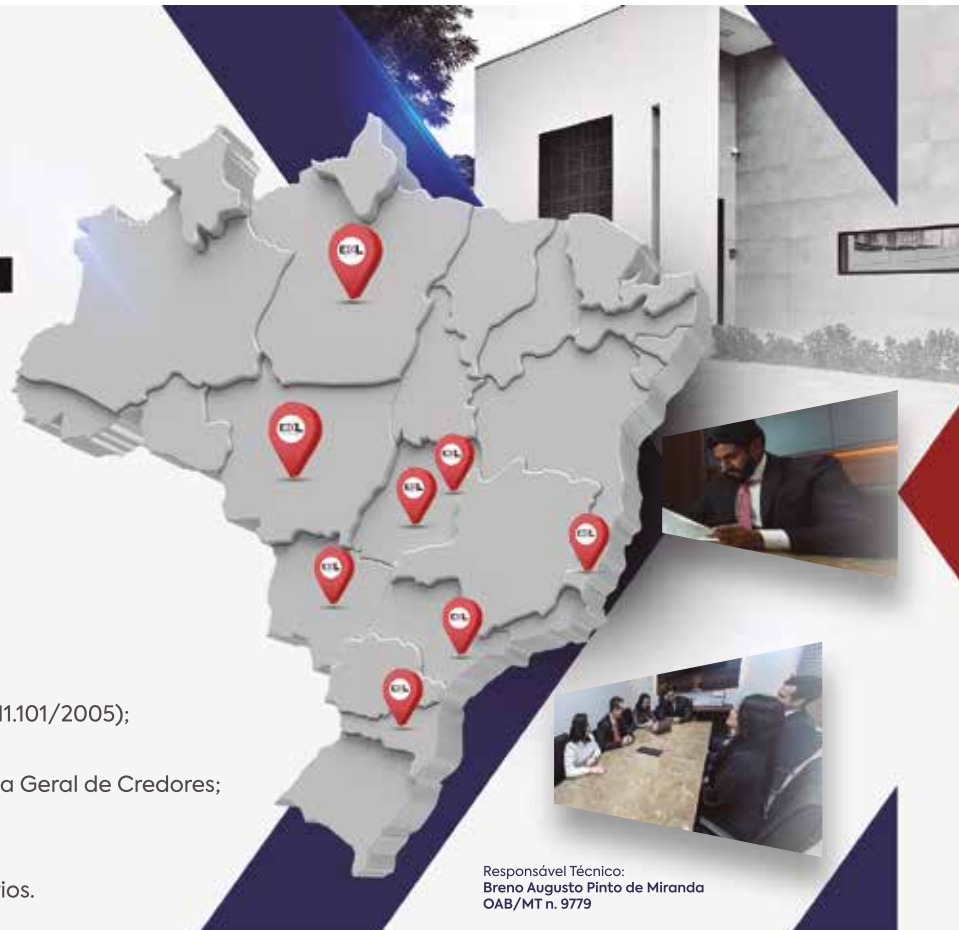 11.101/2005);
a Geral de Credores;
ios.
Responsável Técnico:
Breno Augusto Pinto de Miranda
OAB/MT n. 9779